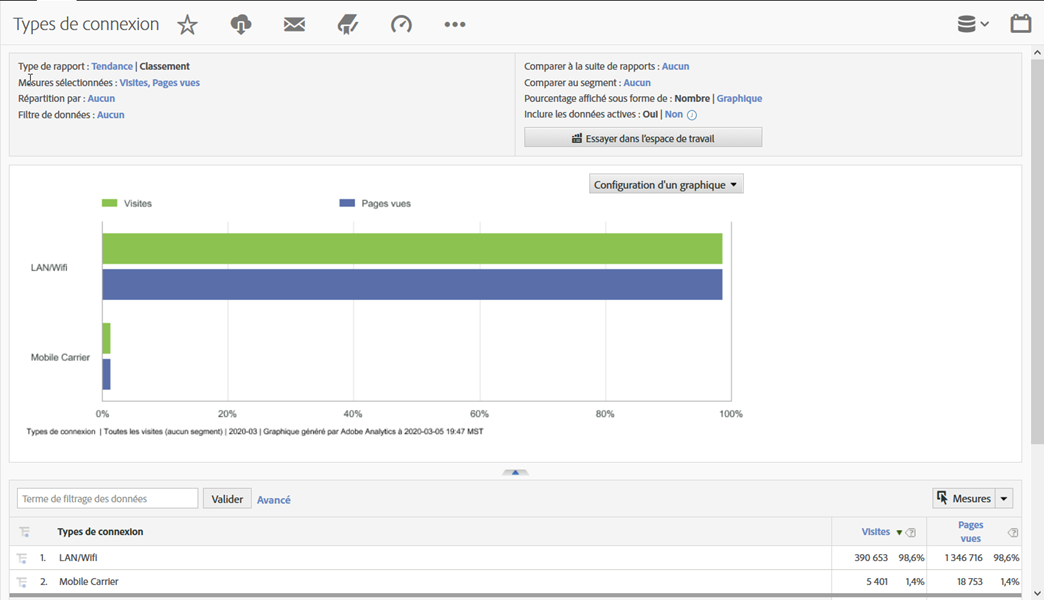 Types de connexion
Type de rapport : Tendance | Classement
Mesures sélectionnées : Visites, Pages vues
Répartition par : Aucun
Filtre de données : Aucun
Comparer à la suite de rapports : Aucun
Comparer au segment : Aucun
Pourcentage affiché sous forme de : Nombre | Graphique
Inclure les données actives : Oui | Non
Essayer dans l'espace de travail
Configuration d'un graphique
Visites Pages vues
LAN/Wifi
Mobile Carrier
0% 20% 40% 60% 80% 100%
Types de connexion | Toutes les visites (aucun segment) | 2020-03 | Graphique généré par Adobe Analytics à 2020-03-05 19:47 MST
Terme de filtrage des données Valider Avancé Mesures
Types de connexion Visites Pages vues
1. LAN/Wifi 390 653 98,6% 1 346 716 98,6%
2. Mobile Carrier 5 401 1,4% 18 753 1,4%